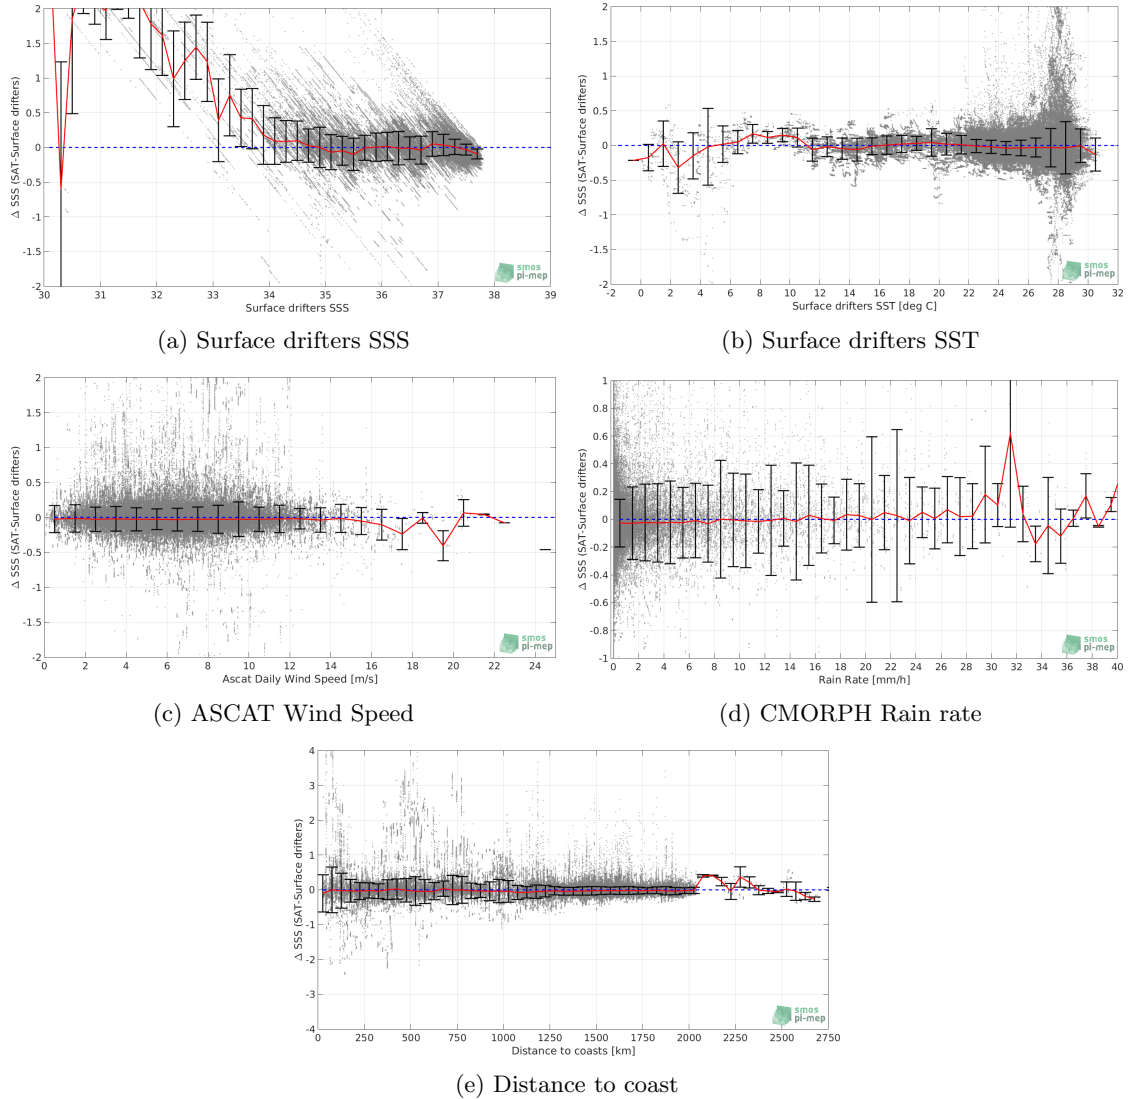 Δ SSS (SAT-Surface drifters)
2
1.5
1
0.5
0
-0.5
-1
-1.5
-2
30 31 32 33 34 35 36 37 38 39
Surface drifters SSS
smos
pi-mep
(a) Surface drifters SSS
Δ SSS (SAT-Surface drifters)
2
1.5
1
0.5
0
-0.5
-1
-1.5
-2
-2 0 2 4 6 8 10 12 14 16 18 20 22 24 26 28 30 32
Surface drifters SST [deg C]
smos
pi-mep
(b) Surface drifters SST
Δ SSS (SAT-Surface drifters)
2
1.5
1
0.5
0
-0.5
-1
-1.5
-2
0 2 4 6 8 10 12 14 16 18 20 22 24
Ascat Daily Wind Speed [m/s]
smos
pi-mep
(c) ASCAT Wind Speed
Δ SSS (SAT-Surface drifters)
1
0.8
0.6
0.4
0.2
0
-0.2
-0.4
-0.6
-0.8
-1
0 2 4 6 8 10 12 14 16 18 20 22 24 26 28 30 32 34 36 38 40
Rain Rate [mm/h]
smos
pi-mep
(d) CMORPH Rain rate
Δ SSS (SAT-Surface drifters)
4
3
2
1
0
-1
-2
-3
-4
0 250 500 750 1000 1250 1500 1750 2000 2250 2500 2750
Distance to coasts [km]
smos
pi-mep
(e) Distance to coast